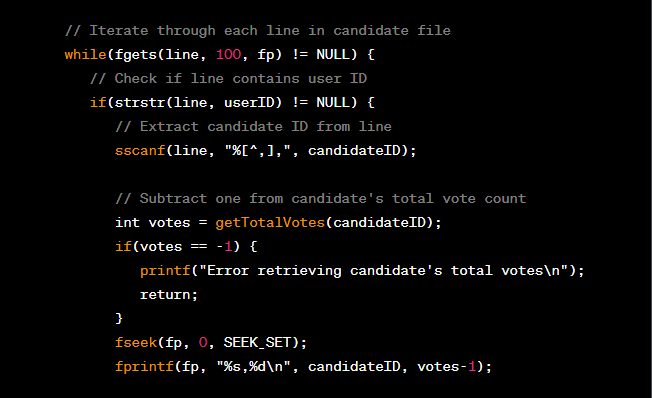 // Iterate through each line in candidate file
while(fgets(line, 100, fp) != NULL) {
// Check if line contains user ID
if(strstr(line, userID) != NULL) {
// Extract candidate ID from line
sscanf(line, "%[^,],", candidateID);
// Subtract one from candidate's total vote count
int votes = getTotalVotes(candidateID);
if(votes == -1) {
printf("Error retrieving candidate's total votes\n");
return;
}
fseek(fp, 0, SEEK_SET);
fprintf(fp, "%s,%d\n", candidateID, votes-1);